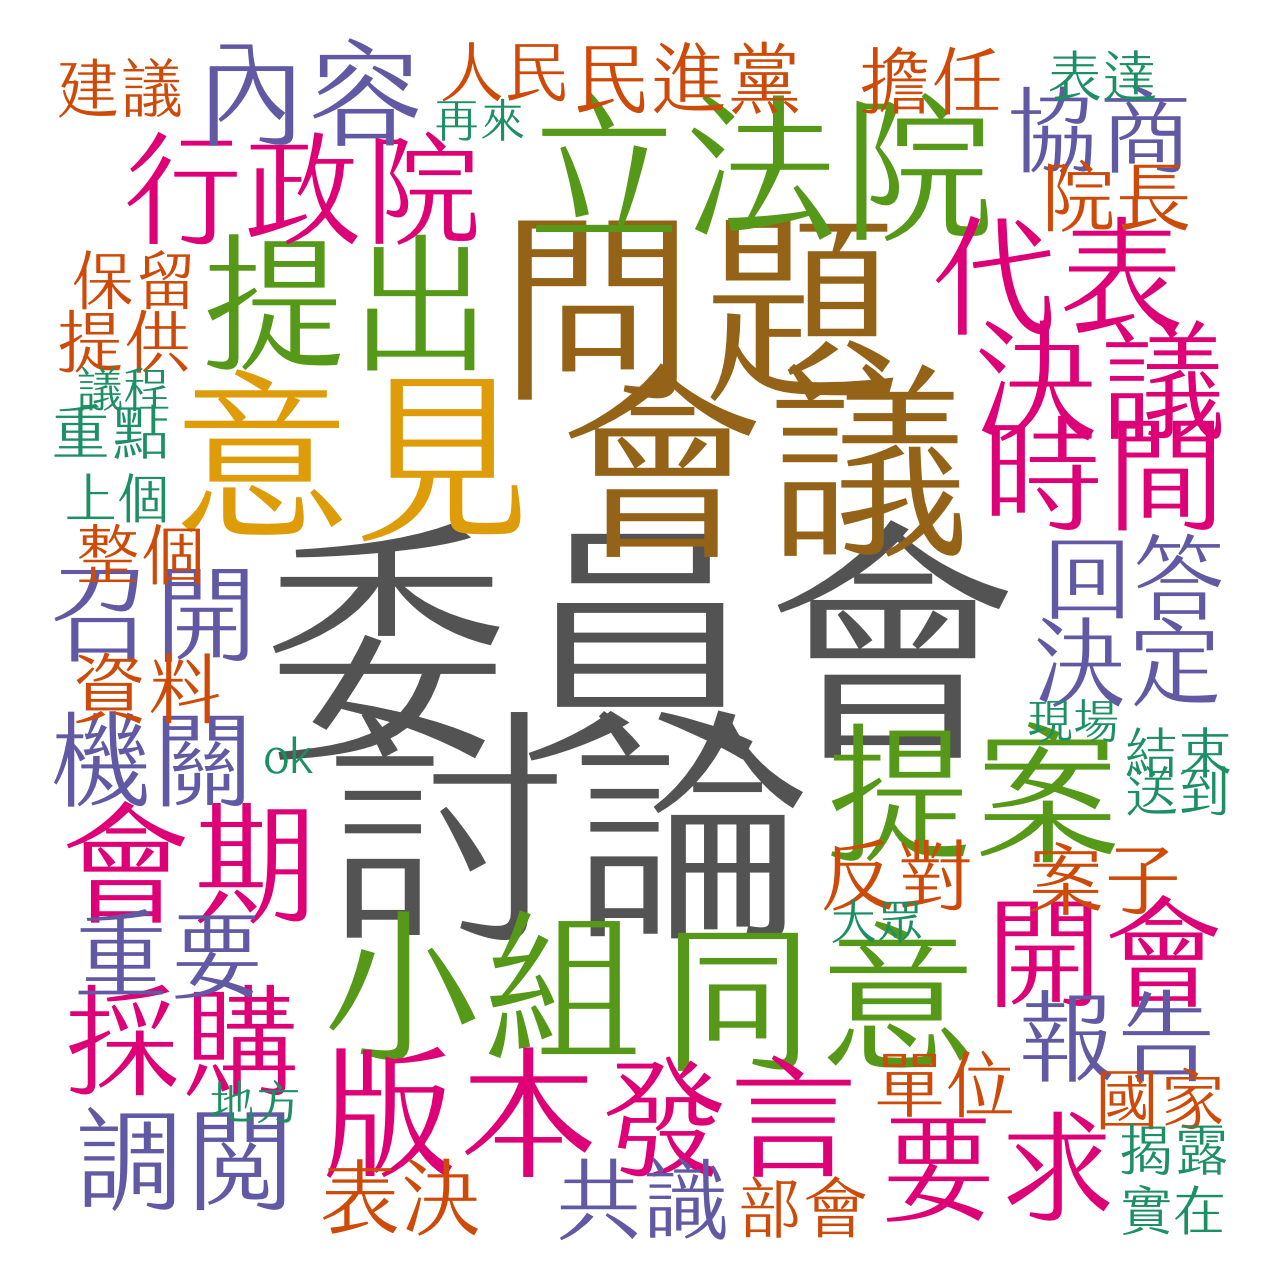 建議
內容
人民
民進黨
擔任
表達
再來
協商
行政院
立法院
院長
保留
提出
問題
代表
提供
決議
議程
重點
意見
會議
時間
上個
整個
召開
委員會
回答
資料
決定
機關
ok
討論
提案
現場
結束
送到
會期
反對
案子
重要
小組
同意
大眾
開會
採購
報告
地方
調閱
版本
發言
單位
國家
要求
揭露
表決
共識
部會
實在